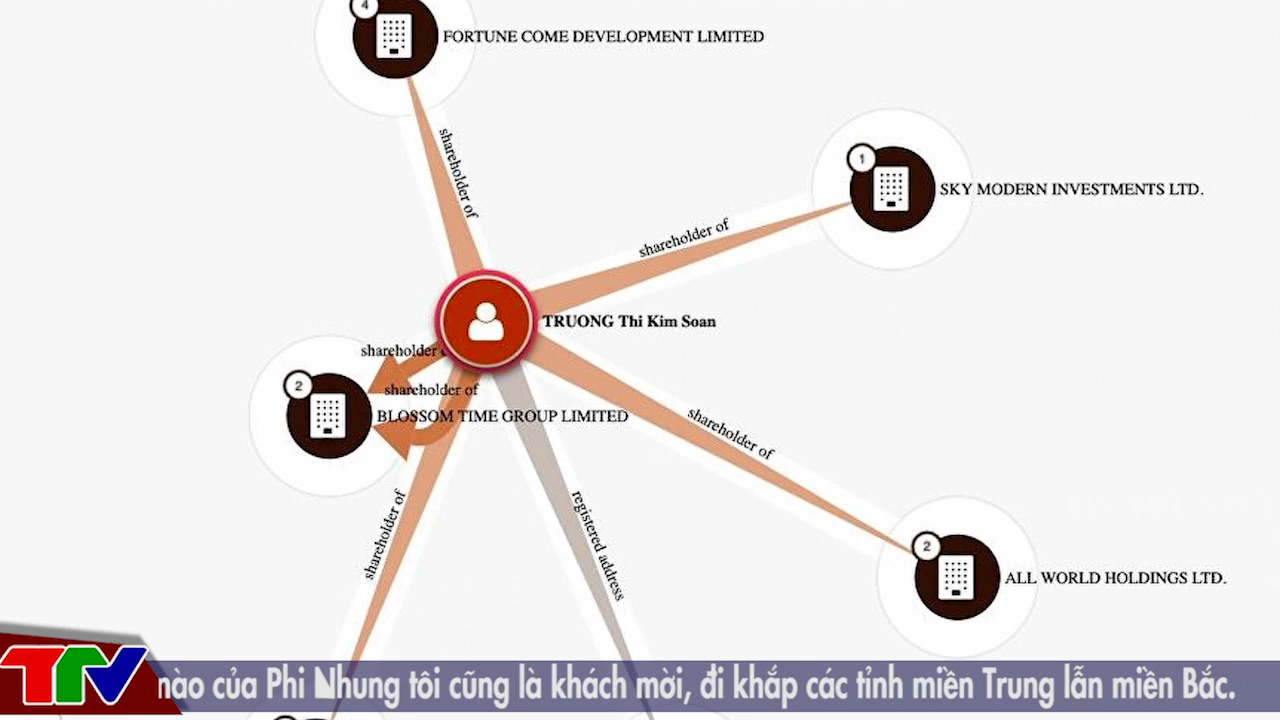 4
FORTUNE COME DEVELOPMENT LIMITED
shareholder of
1
SKY MODERN INVESTMENTS LTD.
shareholder of
TRUONG Thi Kim Soan
shareholder
2
shareholder of
BLOSSOM TIME GROUP LIMITED
shareholder of
shareholder of
registered address
2
ALL WORLD HOLDINGS LTD.
TTV
nào của Phi Nhung tôi cũng là khách mời, đi khắp các tỉnh miền Trung lẫn miền Bắc.